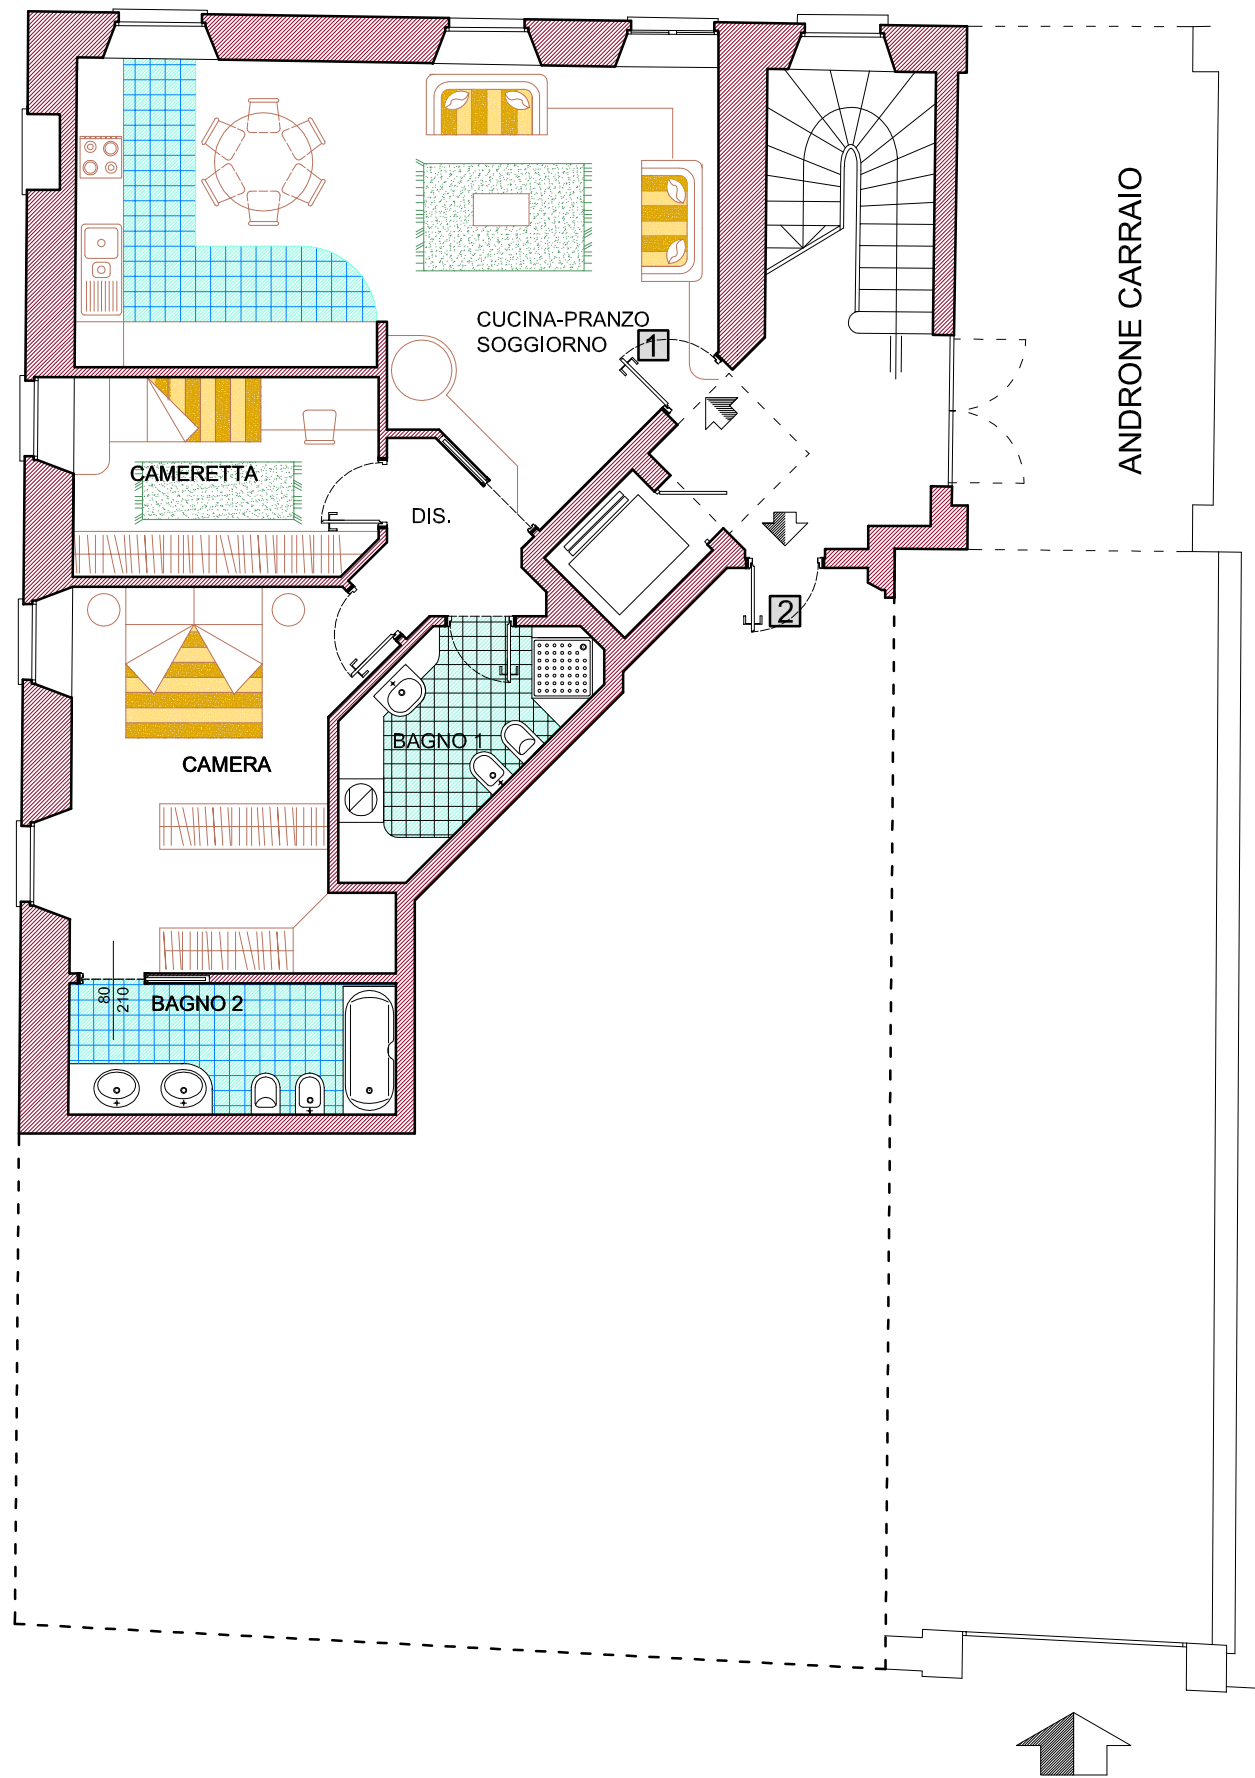 CUCINA-PRANZO
SOGGIORNO
1
ANDRONE CARRAIO
CAMERETTA
DIS.
2
BAGNO 1
CAMERA
80
210
BAGNO 2